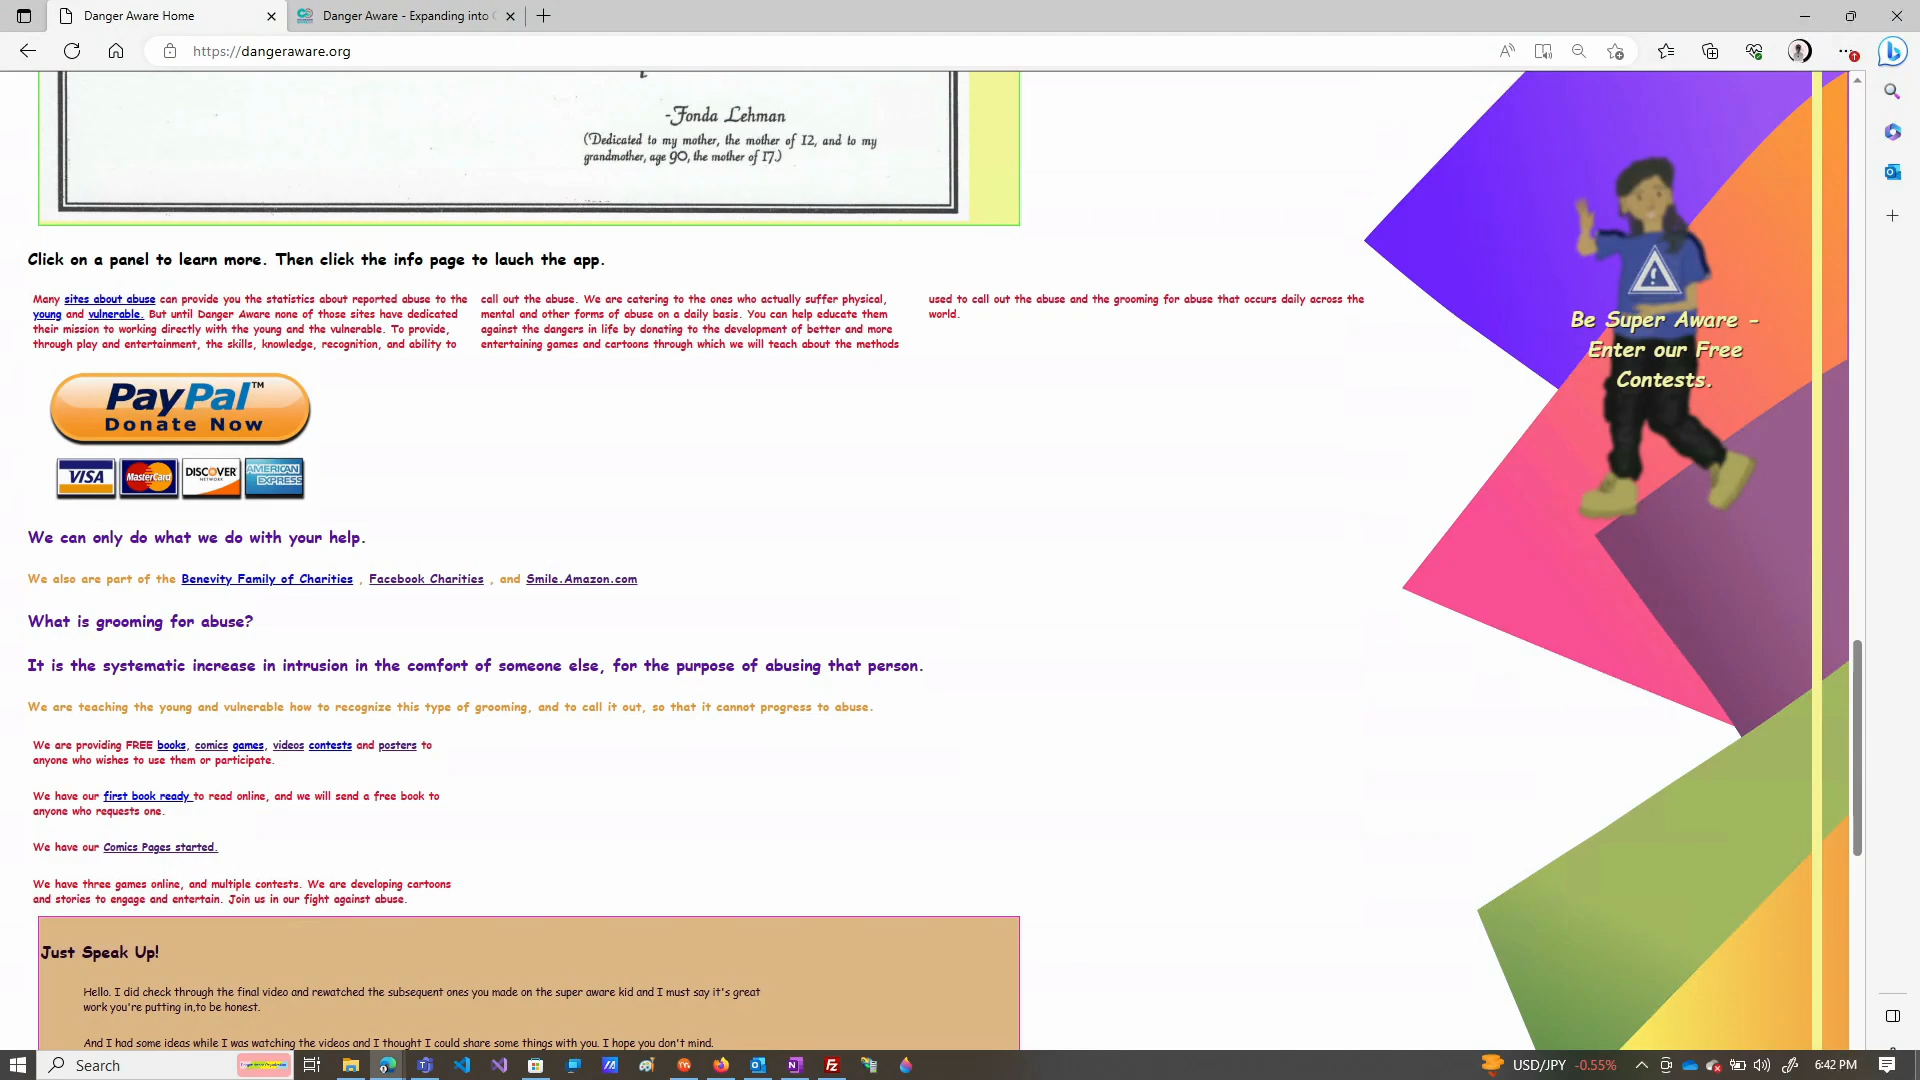 Danger Aware Home
Danger Aware - Expanding into
https://dangeraware.org
-Fonda Lehman
(Dedicated to my mother, the mother of 12, and to my
grandmother, age 90, the mother of 17.)
Click on a panel to learn more. Then click the info page to lauch the app.
Many sites about abuse can provide you the statistics about reported abuse to the
young and vulnerable. But until Danger Aware none of those sites have dedicated
their mission to working directly with the young and the vulnerable. To provide,
through play and entertainment, the skills, knowledge, recognition, and ability to
call out the abuse. We are catering to the ones who actually suffer physical,
mental and other forms of abuse on a daily basis. You can help educate them
against the dangers in life by donating to the development of better and more
entertaining games and cartoons through which we will teach about the methods
used to call out the abuse and the grooming for abuse that occurs daily across the
world.
Be Super Aware -
Enter our Free
Contests.
PayPal™
Donate Now
VISA MasterCard DISCOVER NETWORK AMERICAN EXPRESS
We can only do what we do with your help.
We also are part of the Benevity Family of Charities , Facebook Charities , and Smile.Amazon.com
What is grooming for abuse?
It is the systematic increase in intrusion in the comfort of someone else, for the purpose of abusing that person.
We are teaching the young and vulnerable how to recognize this type of grooming, and to call it out, so that it cannot progress to abuse.
We are providing FREE books, comics games, videos contests and posters to
anyone who wishes to use them or participate.
We have our first book ready to read online, and we will send a free book to
anyone who requests one.
We have our Comics Pages started.
We have three games online, and multiple contests. We are developing cartoons
and stories to engage and entertain. Join us in our fight against abuse.
Just Speak Up!
Hello. I did check through the final video and rewatched the subsequent ones you made on the super aware kid and I must say it's great
work you're putting in,to be honest.
And I had some ideas while I was watching the videos and I thought I could share some things with you. I hope you don't mind.
Search
USD/JPY -0.55%
6:42 PM